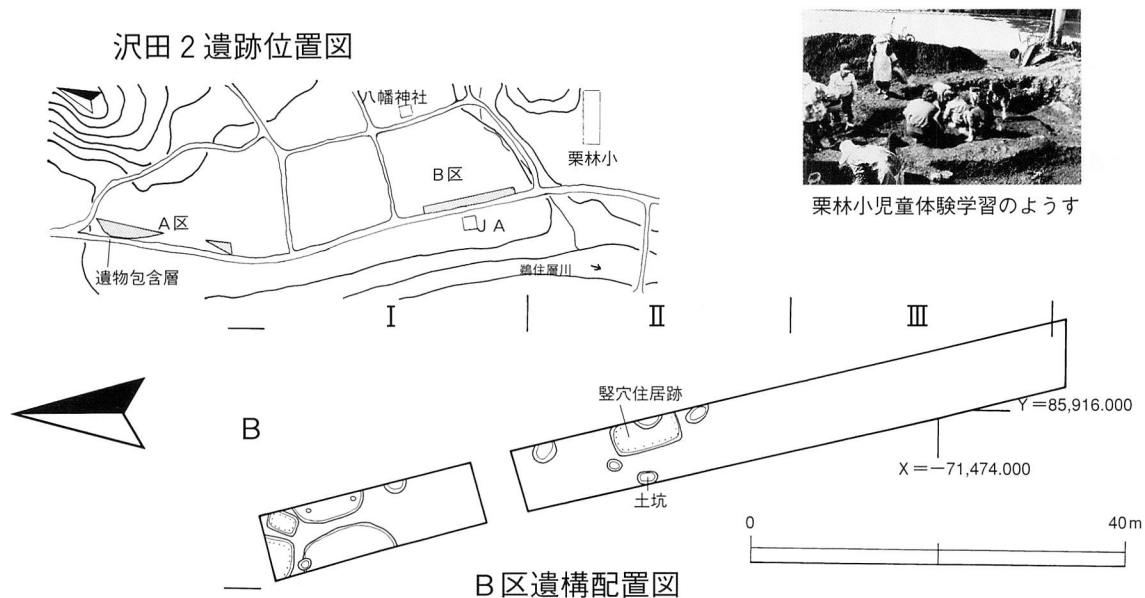 沢田2遺跡位置図
八幡神社
栗林小
B区
A区
JA
遺物包含層
鵜住居川
栗林小児童体験学習のようす
I
II
III
竪穴住居跡
B
Y=85,916.000
X=-71,474.000
土坑
0
40m
B区遺構配置図